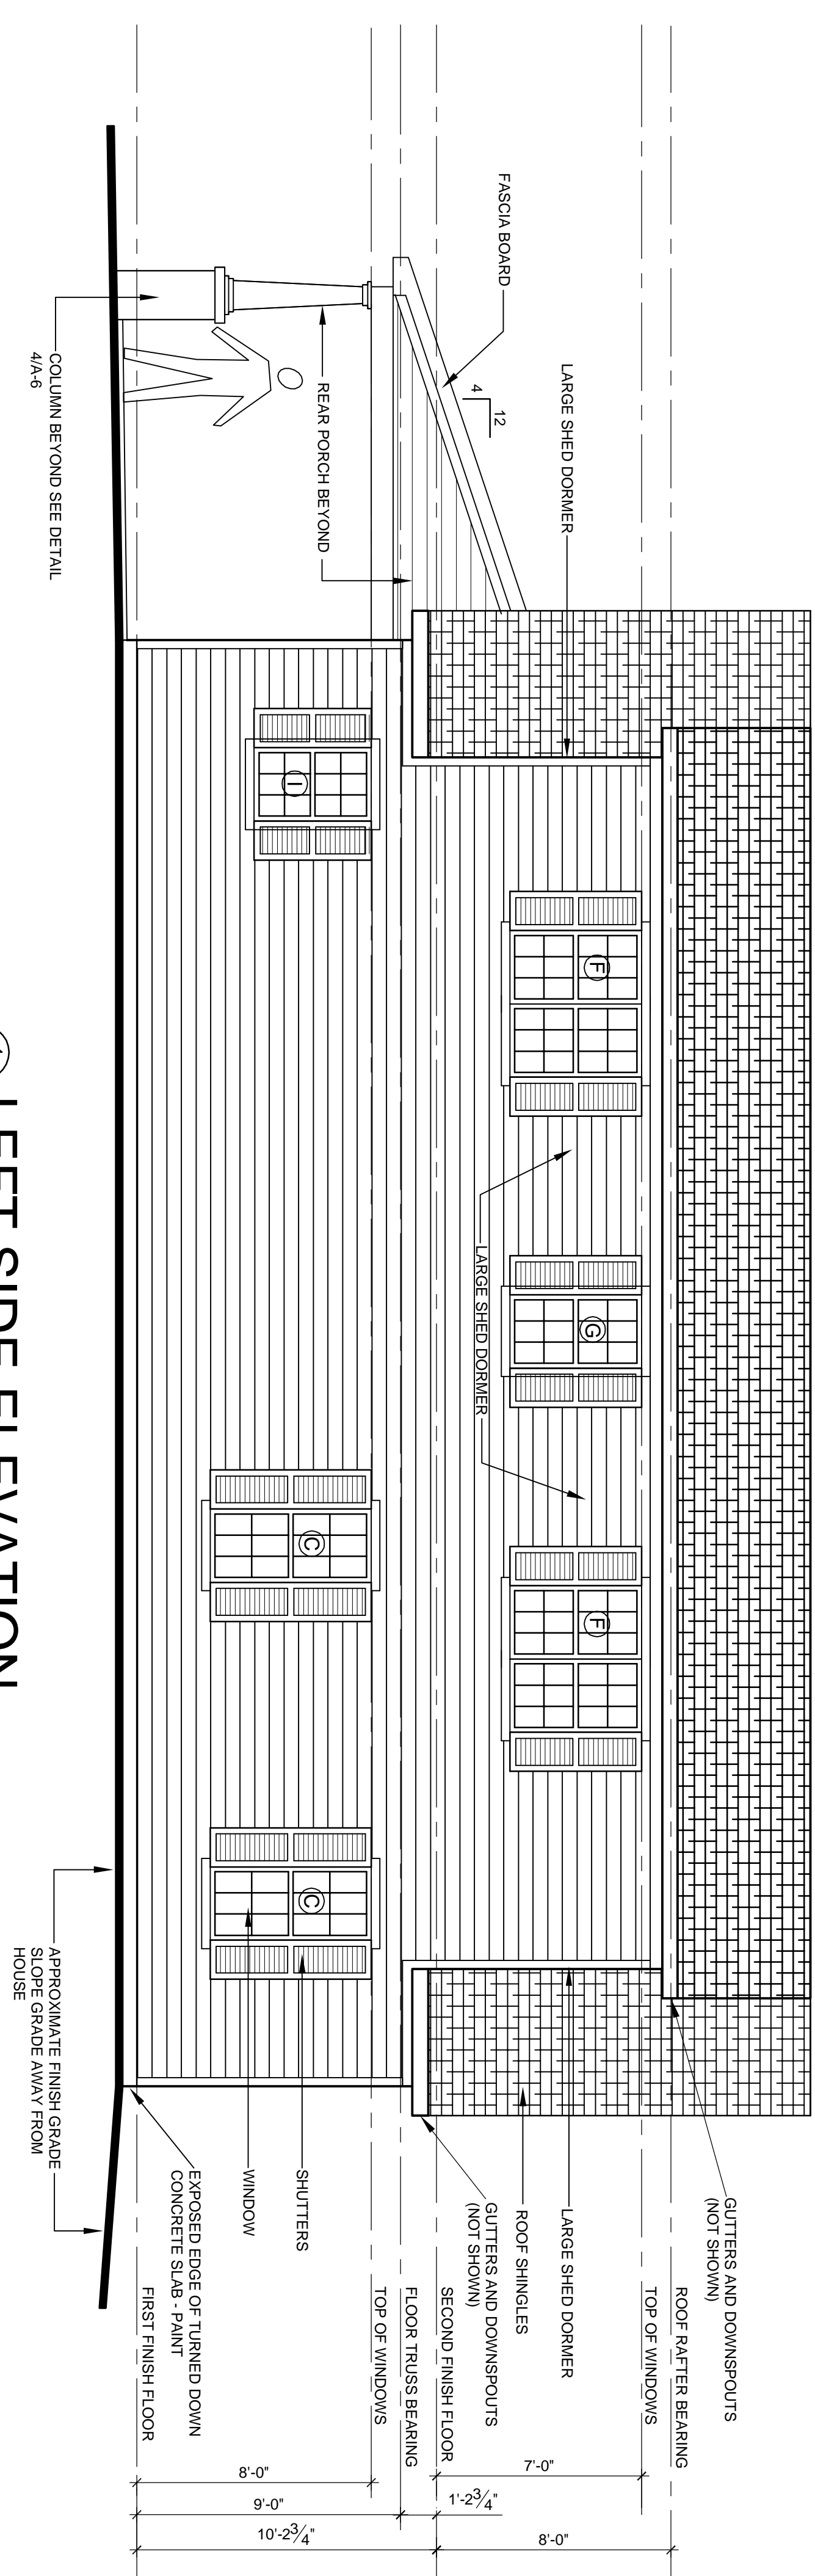 GUTTERS AND DOWNSPOUTS
(NOT SHOWN)
ROOF RAFTER BEARING
TOP OF WINDOWS
LARGE SHED DORMER
ROOF SHINGLES
GUTTERS AND DOWNSPOUTS
(NOT SHOWN)
SECOND FINISH FLOOR
FLOOR TRUSS BEARING
TOP OF WINDOWS
SHUTTERS
WINDOW
EXPOSED EDGE OF TURNED DOWN
CONCRETE SLAB - PAINT
FIRST FINISH FLOOR
8'-0"
7'-0"
1'-2 3/4"
10'-2 3/4"
9'-0"
8'-0"
LARGE SHED DORMER
FASCIA BOARD
12
4
REAR PORCH BEYOND
LARGE SHED DORMER
F
G
F
I
C
C
COLUMN BEYOND SEE DETAIL
4/A-6
APPROXIMATE FINISH GRADE
SLOPE GRADE AWAY FROM
HOUSE
LEFT SIDE ELEVATION